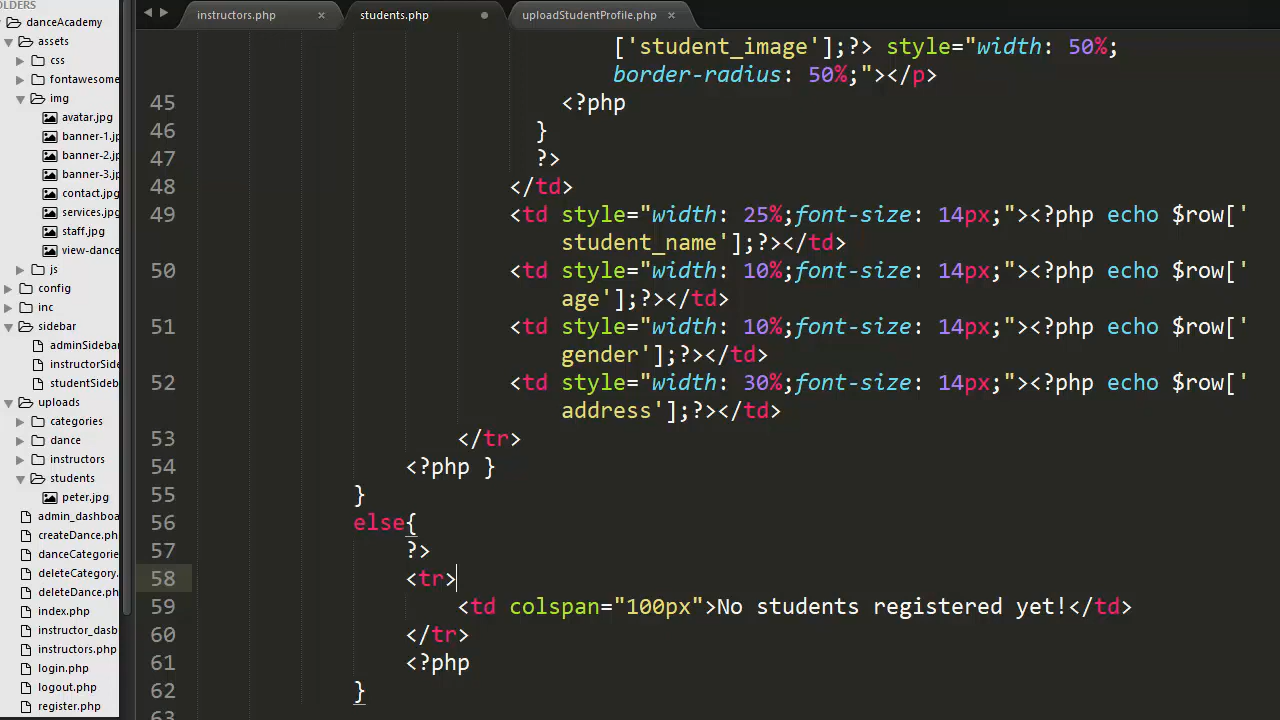 OLDERS
danceAcademy
assets
css
fontawesome
img
avatar.jpg
banner-1.jp
banner-2.jp
banner-3.jp
contact.jpg
services.jpg
staff.jpg
view-dance
js
config
inc
sidebar
adminSidebar
instructorSide
studentSideb
uploads
categories
dance
instructors
students
peter.jpg
admin_dashboa
createDance.ph
danceCategorie
deleteCategory.
deleteDance.ph
index.php
instructor_dasb
instructors.php
login.php
logout.php
register.php
instructors.php
students.php
uploadStudentProfile.php
['student_image'];?> style="width: 50%;
border-radius: 50%;"></p>
45 <?php
46 }
47 ?>
48 </td>
49 <td style="width: 25%;font-size: 14px;"><?php echo $row['
student_name'];?></td>
50 <td style="width: 10%;font-size: 14px;"><?php echo $row['
age'];?></td>
51 <td style="width: 10%;font-size: 14px;"><?php echo $row['
gender'];?></td>
52 <td style="width: 30%;font-size: 14px;"><?php echo $row['
address'];?></td>
53 </tr>
54 <?php }
55 }
56 else{
57 ?>
58 <tr>
59 <td colspan="100px">No students registered yet!</td>
60 </tr>
61 <?php
62 }
63